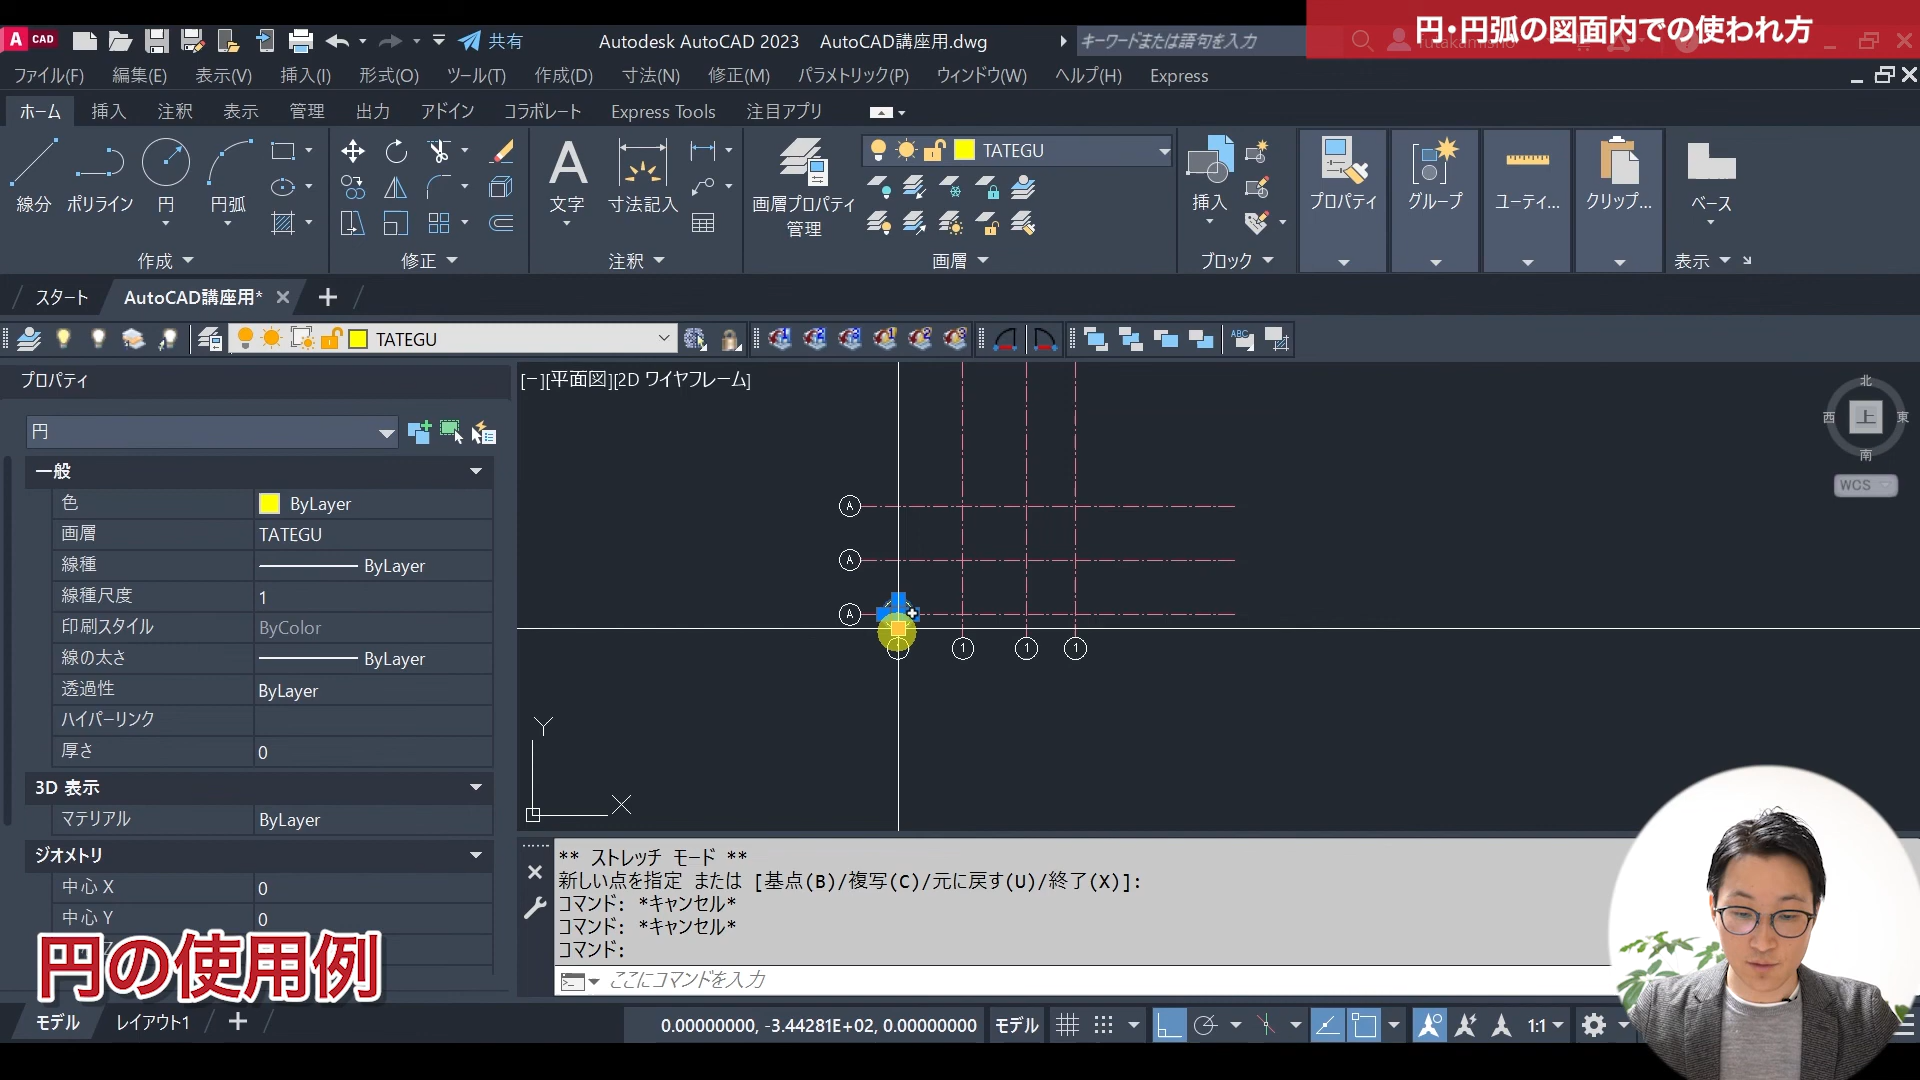 A CAD
共有
Autodesk AutoCAD 2023 AutoCAD講座用.dwg
キーワードまたは語句を入力
円・円弧の図面内での使われ方
ファイル(F) 編集(E) 表示(V) 挿入(I) 形式(O) ツール(T) 作成(D) 寸法(N) 修正(M) パラメトリック(P) ウィンドウ(W) ヘルプ(H) Express
ホーム 挿入 注釈 表示 管理 出力 アドイン コラボレート Express Tools 注目アプリ
TATEGU
線分 ポリライン 円 円弧
文字 寸法記入
画層プロパティ
管理
挿入 プロパティ グループ ユーティ... クリップ... ベース
作成 修正 注釈 画層 ブロック 表示
スタート AutoCAD講座用*
TATEGU
プロパティ
円
一般
色 ByLayer
画層 TATEGU
線種 ByLayer
線種尺度 1
印刷スタイル ByColor
線の太さ ByLayer
透過性 ByLayer
ハイパーリンク
厚さ 0
3D 表示
マテリアル ByLayer
ジオメトリ
中心 X 0
中心 Y 0
円の使用例
[−][平面図][2D ワイヤフレーム]
北
西 上 東
南
WCS
A
A
A
1 1 1
Y
X
** ストレッチ モード **
新しい点を指定 または [基点(B)/複写(C)/元に戻す(U)/終了(X)]:
コマンド: *キャンセル*
コマンド: *キャンセル*
コマンド:
ここにコマンドを入力
モデル レイアウト1
0.00000000, -3.44281E+02, 0.00000000 モデル 1:1